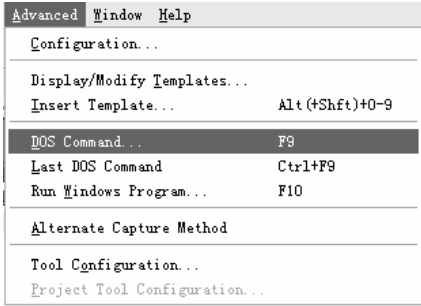 Advanced Window Help
Configuration...
Display/Modify Templates...
Insert Template... Alt(+Shft)+0-9
DOS Command... F9
Last DOS Command Ctrl+F9
Run Windows Program... F10
Alternate Capture Method
Tool Configuration...
Project Tool Configuration...